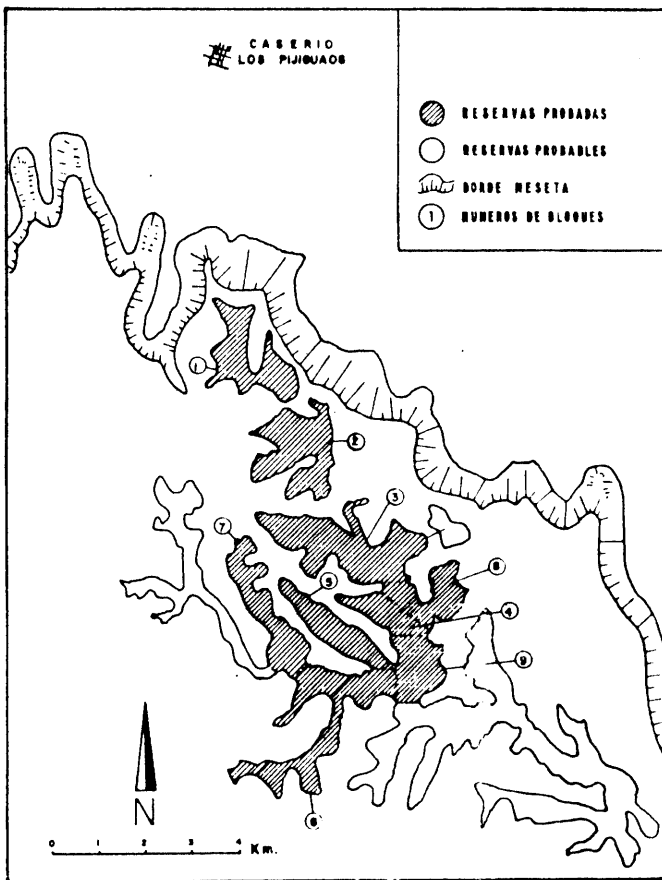 CASERIO
LOS PIJIGUAOS
RESERVAS PROBADAS
RESERVAS PROBABLES
BORDE MESETA
1 NUMEROS DE BLOQUES
1
2
3
7
5
8
4
9
6
N
0 1 2 3 4 Km.